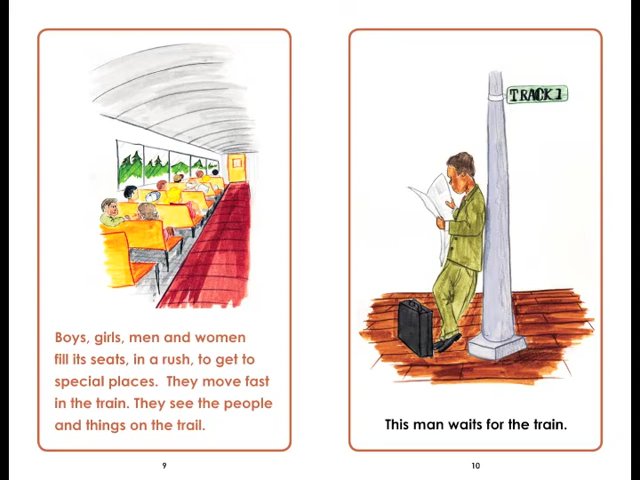 Boys, girls, men and women
fill its seats, in a rush, to get to
special places.  They move fast
in the train. They see the people
and things on the trail.
9
TRACK 1
This man waits for the train.
10